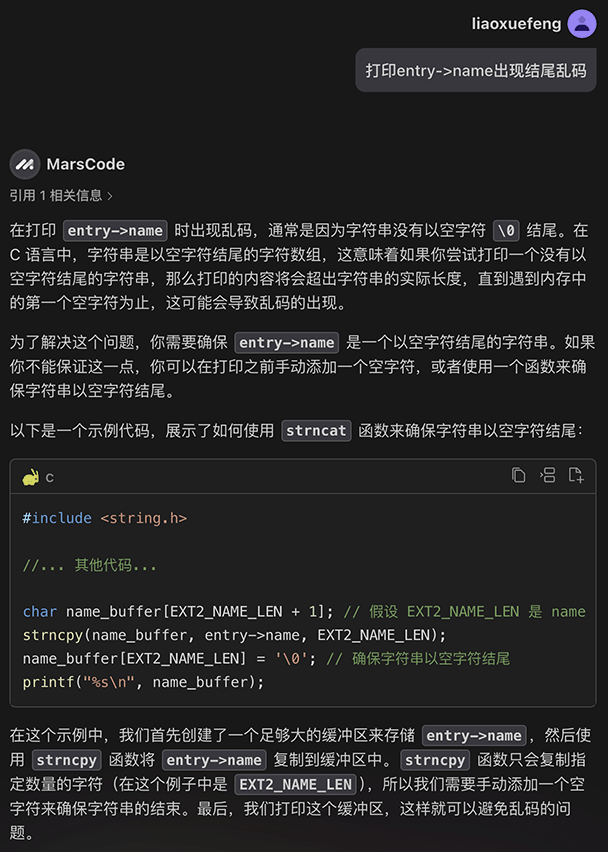 liaoxuefeng
打印entry->name出现结尾乱码
MarsCode
引用 1 相关信息 >
在打印 entry->name 时出现乱码，通常是因为字符串没有以空字符 \0 结尾。在
C 语言中，字符串是以空字符结尾的字符数组，这意味着如果你尝试打印一个没有以
空字符结尾的字符串，那么打印的内容将会超出字符串的实际长度，直到遇到内存中
的第一个空字符为止，这可能会导致乱码的出现。
为了解决这个问题，你需要确保 entry->name 是一个以空字符结尾的字符串。如果
你不能保证这一点，你可以在打印之前手动添加一个空字符，或者使用一个函数来确
保字符串以空字符结尾。
以下是一个示例代码，展示了如何使用 strncat 函数来确保字符串以空字符结尾：
c
#include <string.h>
//... 其他代码...
char name_buffer[EXT2_NAME_LEN + 1]; // 假设 EXT2_NAME_LEN 是 name
strncpy(name_buffer, entry->name, EXT2_NAME_LEN);
name_buffer[EXT2_NAME_LEN] = '\0'; // 确保字符串以空字符结尾
printf("%s\n", name_buffer);
在这个示例中，我们首先创建了一个足够大的缓冲区来存储 entry->name ，然后使
用 strncpy 函数将 entry->name 复制到缓冲区中。 strncpy 函数只会复制指
定数量的字符（在这个例子中是 EXT2_NAME_LEN ），所以我们需要手动添加一个空
字符来确保字符串的结束。最后，我们打印这个缓冲区，这样就可以避免乱码的问
题。